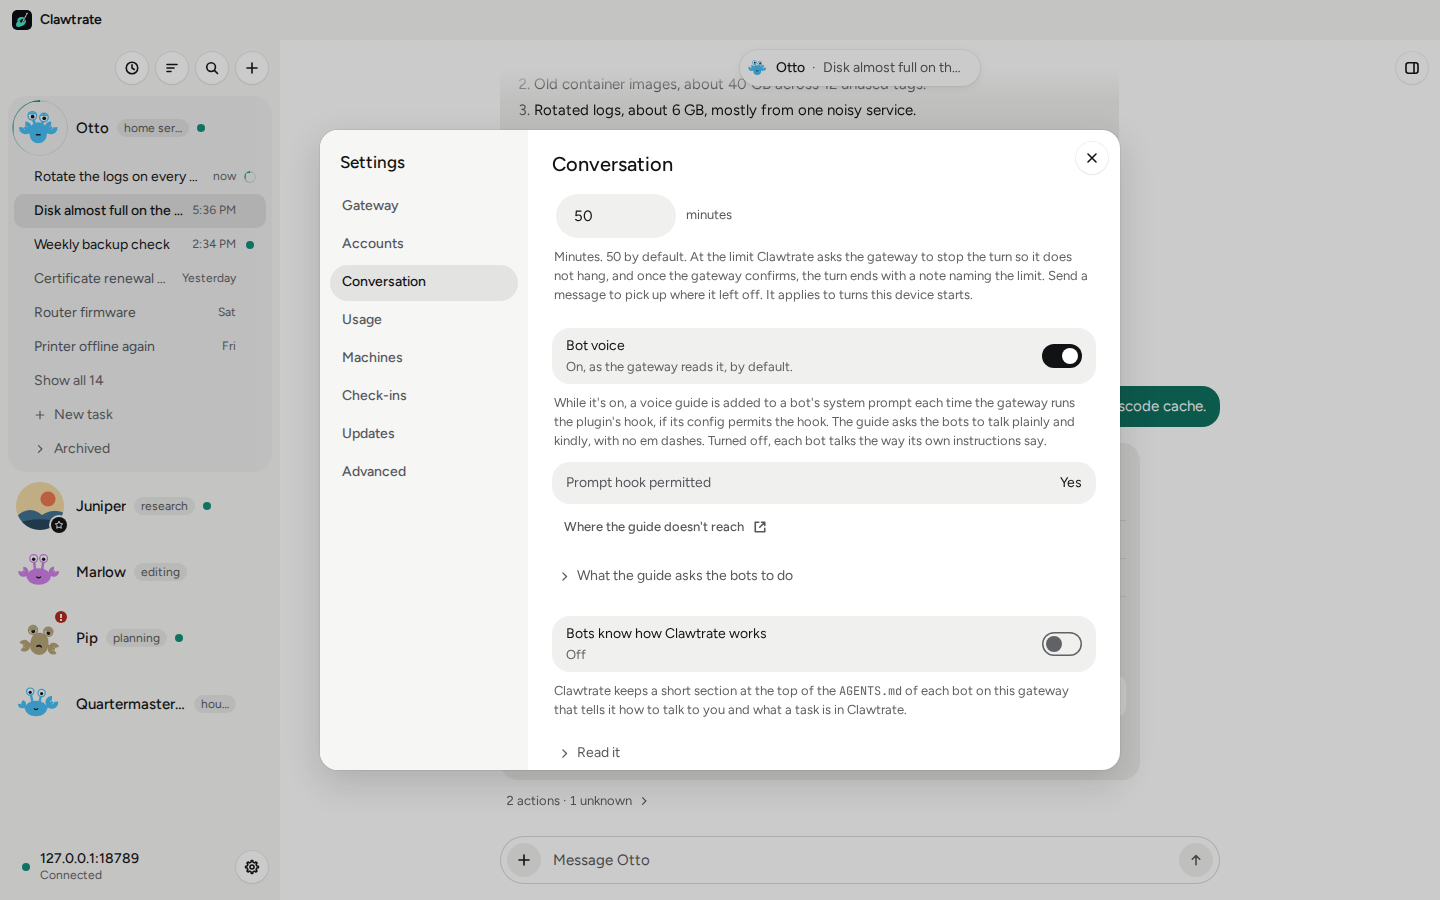 Clawtrate
Otto · Disk almost full on th...
2. Old container images, about 40 GB across 12 unused tags.
3. Rotated logs, about 6 GB, mostly from one noisy service.
Otto home ser...
Rotate the logs on every ... now
Disk almost full on the ... 5:36 PM
Weekly backup check 2:34 PM
Certificate renewal ... Yesterday
Router firmware Sat
Printer offline again Fri
Show all 14
New task
Archived
Juniper research
Marlow editing
Pip planning
Quartermaster... hou...
127.0.0.1:18789
Connected
Settings
Gateway
Accounts
Conversation
Usage
Machines
Check-ins
Updates
Advanced
Conversation
50 minutes
Minutes. 50 by default. At the limit Clawtrate asks the gateway to stop the turn so it does
not hang, and once the gateway confirms, the turn ends with a note naming the limit. Send a
message to pick up where it left off. It applies to turns this device starts.
Bot voice
On, as the gateway reads it, by default.
While it's on, a voice guide is added to a bot's system prompt each time the gateway runs
the plugin's hook, if its config permits the hook. The guide asks the bots to talk plainly and
kindly, with no em dashes. Turned off, each bot talks the way its own instructions say.
Prompt hook permitted Yes
Where the guide doesn't reach
What the guide asks the bots to do
Bots know how Clawtrate works
Off
Clawtrate keeps a short section at the top of the AGENTS.md of each bot on this gateway
that tells it how to talk to you and what a task is in Clawtrate.
Read it
scode cache.
2 actions · 1 unknown
Message Otto